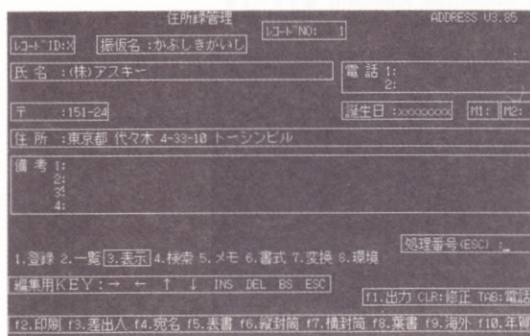 住所録管理 ADDRESS V3.85
ﾚｺｰﾄﾞID:X 振仮名:かぶしきがいし ﾚｺｰﾄﾞNO: 1
氏 名 :(株)アスキー 電 話 1:
2:
〒 :151-24 誕生日:xxxxxxxx M1: M2:
住 所 :東京都 代々木 4-33-10 トーシンビル
備 考 1:
2:
3:
4:
処理番号(ESC) :_
1.登録 2.一覧 3.表示 4.検索 5.メモ 6.書式 7.変換 8.環境
編集用KEY:→ ← ↑ ↓ INS DEL BS ESC
f1.出力 CLR:修正 TAB:電話
f2.印刷 f3.差出人 f4.宛名 f5.表書 f6.縦封筒 f7.横封筒 f8.葉書 f9.海外 f10.年賀